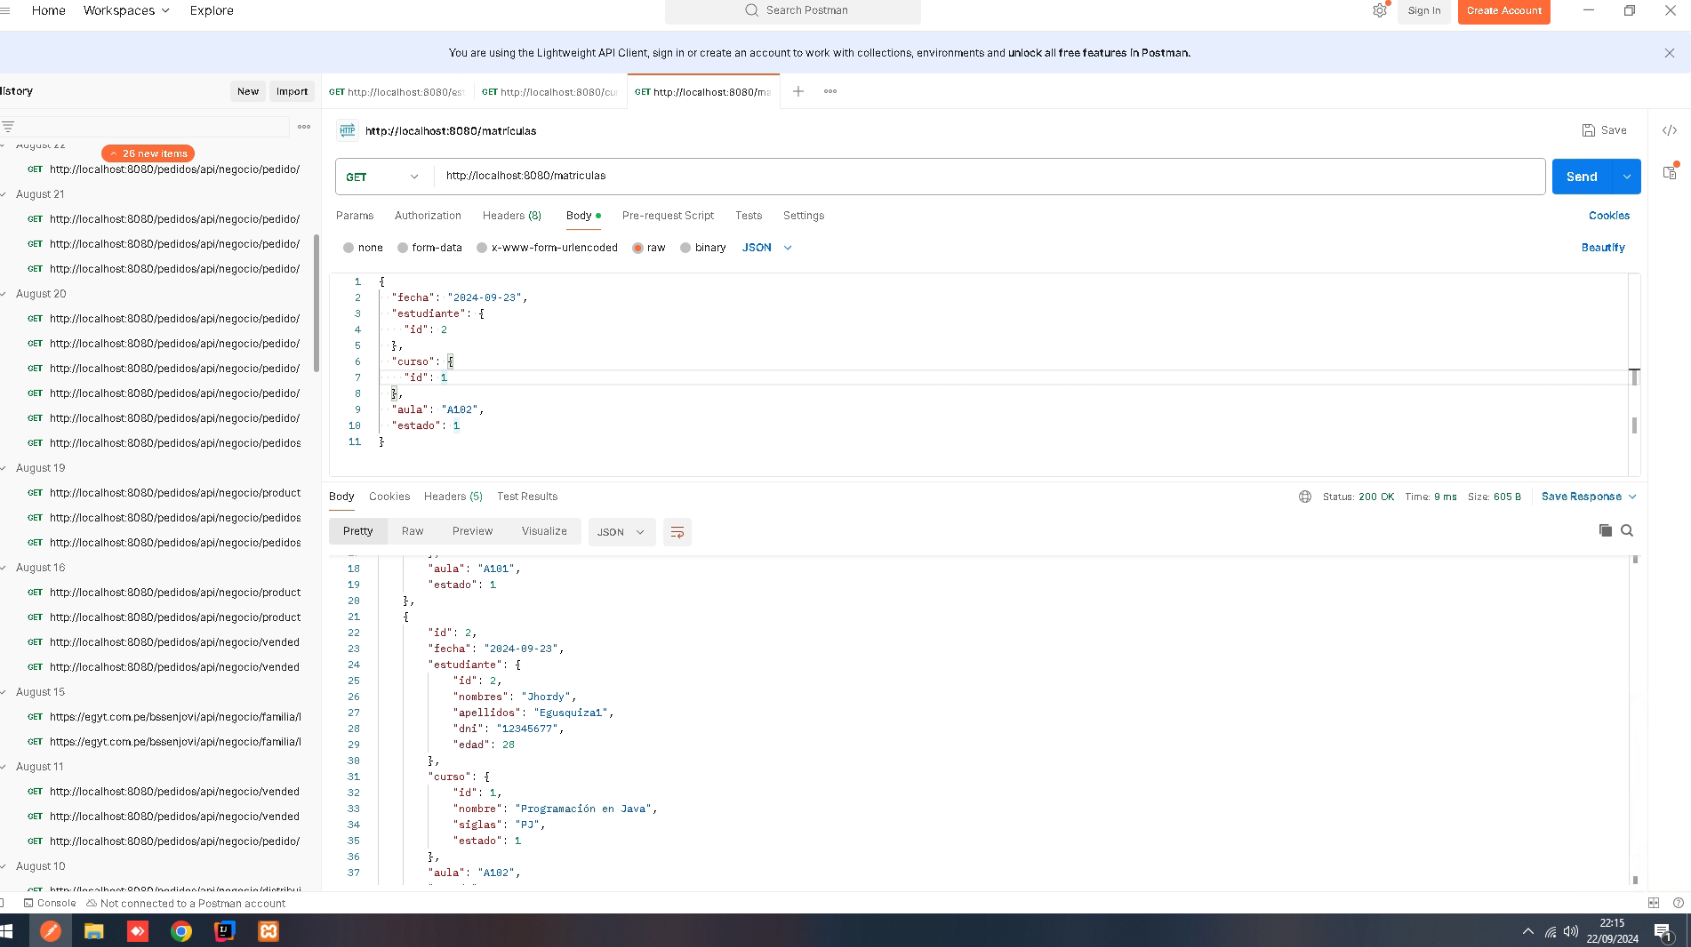 Home
Workspaces
Explore
Search Postman
Sign In
Create Account
You are using the Lightweight API Client, sign in or create an account to work with collections, environments and unlock all free features in Postman.
New
Import
GET http://localhost:8080/est
GET http://localhost:8080/cu
GET http://localhost:8080/ma
26 new items
GET http://localhost:8080/pedidos/api/negocio/pedido/
August 21
GET http://localhost:8080/pedidos/api/negocio/pedido/
GET http://localhost:8080/pedidos/api/negocio/pedido/
GET http://localhost:8080/pedidos/api/negocio/pedido/
August 20
GET http://localhost:8080/pedidos/api/negocio/pedido/
GET http://localhost:8080/pedidos/api/negocio/pedido/
GET http://localhost:8080/pedidos/api/negocio/pedido/
GET http://localhost:8080/pedidos/api/negocio/pedido/
GET http://localhost:8080/pedidos/api/negocio/pedido/
GET http://localhost:8080/pedidos/api/negocio/pedidos
August 19
GET http://localhost:8080/pedidos/api/negocio/product
GET http://localhost:8080/pedidos/api/negocio/pedidos
GET http://localhost:8080/pedidos/api/negocio/pedidos
August 16
GET http://localhost:8080/pedidos/api/negocio/product
GET http://localhost:8080/pedidos/api/negocio/product
GET http://localhost:8080/pedidos/api/negocio/vended
GET http://localhost:8080/pedidos/api/negocio/vended
August 15
GET https://egyt.com.pe/bssenjovi/api/negocio/familia/l
GET https://egyt.com.pe/bssenjovi/api/negocio/familia/l
August 11
GET http://localhost:8080/pedidos/api/negocio/vended
GET http://localhost:8080/pedidos/api/negocio/vended
GET http://localhost:8080/pedidos/api/negocio/pedido/
August 10
HTTP http://localhost:8080/matriculas
Save
GET http://localhost:8080/matriculas
Send
Params Authorization Headers (8) Body Pre-request Script Tests Settings
Cookies
none form-data x-www-form-urlencoded raw binary JSON
Beautify
1 {
2 "fecha": "2024-09-23",
3 "estudiante": {
4 "id": 2
5 },
6 "curso": {
7 "id": 1
8 },
9 "aula": "A102",
10 "estado": 1
11 }
Body Cookies Headers (5) Test Results
Status: 200 OK Time: 9 ms Size: 605 B
Save Response
Pretty Raw Preview Visualize JSON
18 "aula": "A101",
19 "estado": 1
20 },
21 {
22 "id": 2,
23 "fecha": "2024-09-23",
24 "estudiante": {
25 "id": 2,
26 "nombres": "Jhordy",
27 "apellidos": "Egusquiza1",
28 "dni": "12345677",
29 "edad": 28
30 },
31 "curso": {
32 "id": 1,
33 "nombre": "Programación en Java",
34 "siglas": "PJ",
35 "estado": 1
36 },
37 "aula": "A102",
Console
Not connected to a Postman account
22:15
22/09/2024
1